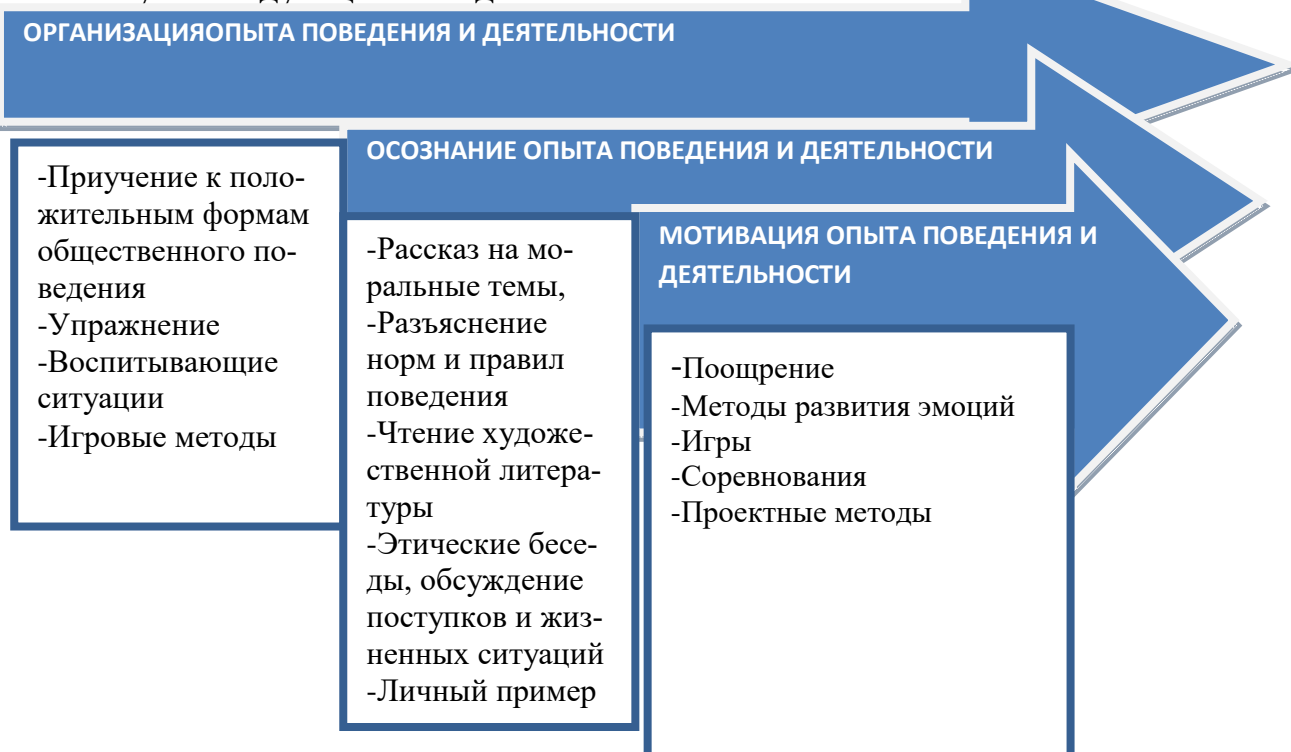 ОРГАНИЗАЦИЯОПЫТА ПОВЕДЕНИЯ И ДЕЯТЕЛЬНОСТИ
-Приучение к поло-
жительным формам
общественного по-
ведения
-Упражнение
-Воспитывающие
ситуации
-Игровые методы
ОСОЗНАНИЕ ОПЫТА ПОВЕДЕНИЯ И ДЕЯТЕЛЬНОСТИ
-Рассказ на мо-
ральные темы,
-Разъяснение
норм и правил
поведения
-Чтение художе-
ственной литера-
туры
-Этические бесе-
ды, обсуждение
поступков и жиз-
ненных ситуаций
-Личный пример
МОТИВАЦИЯ ОПЫТА ПОВЕДЕНИЯ И
ДЕЯТЕЛЬНОСТИ
-Поощрение
-Методы развития эмоций
-Игры
-Соревнования
-Проектные методы